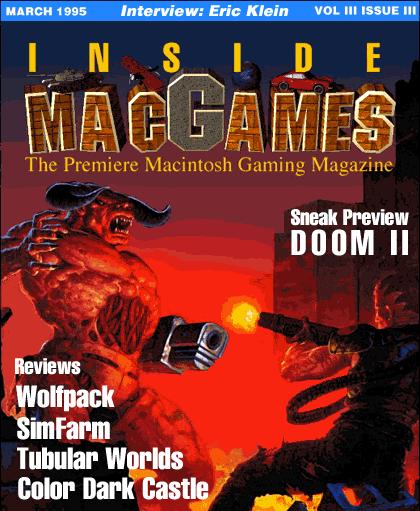 MARCH 1995
Interview: Eric Klein
VOL III ISSUE III
INSIDE
MACGAMES
The Premiere Macintosh Gaming Magazine
Sneak Preview
DOOM II
Reviews
Wolfpack
SimFarm
Tubular Worlds
Color Dark Castle